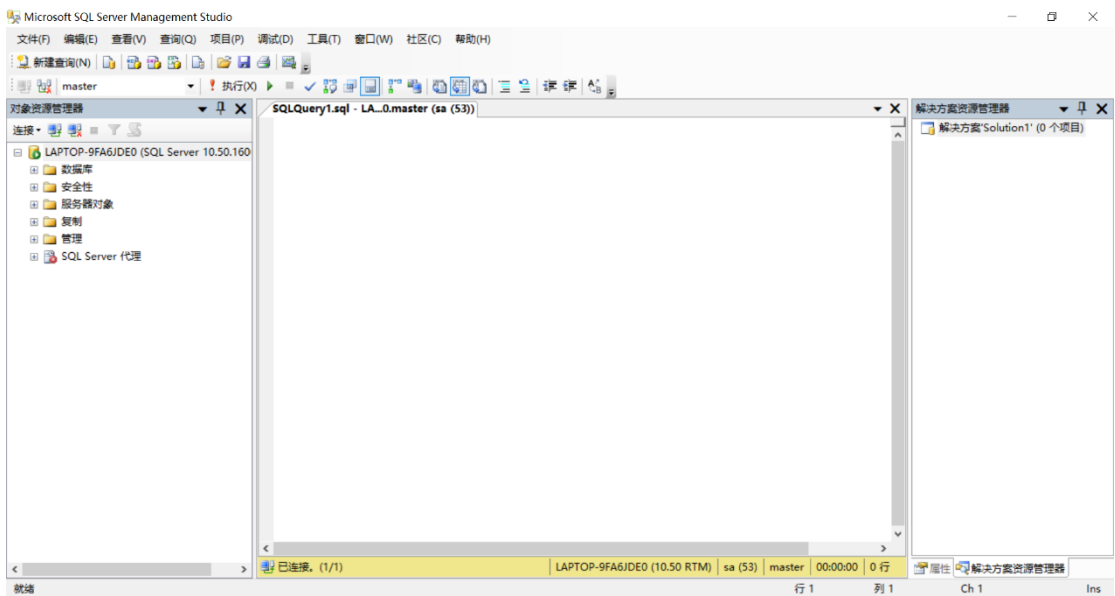 Microsoft SQL Server Management Studio
文件(F) 编辑(E) 查看(V) 查询(Q) 项目(P) 调试(D) 工具(T) 窗口(W) 社区(C) 帮助(H)
新建查询(N)
master 执行(X)
对象资源管理器
连接
LAPTOP-9FA6JDE0 (SQL Server 10.50.160
数据库
安全性
服务器对象
复制
管理
SQL Server 代理
SQLQuery1.sql - LA...0.master (sa (53))
已连接。(1/1) LAPTOP-9FA6JDE0 (10.50 RTM) sa (53) master 00:00:00 0 行
解决方案资源管理器
解决方案'Solution1' (0 个项目)
属性 解决方案资源管理器
就绪 行 1 列 1 Ch 1 Ins